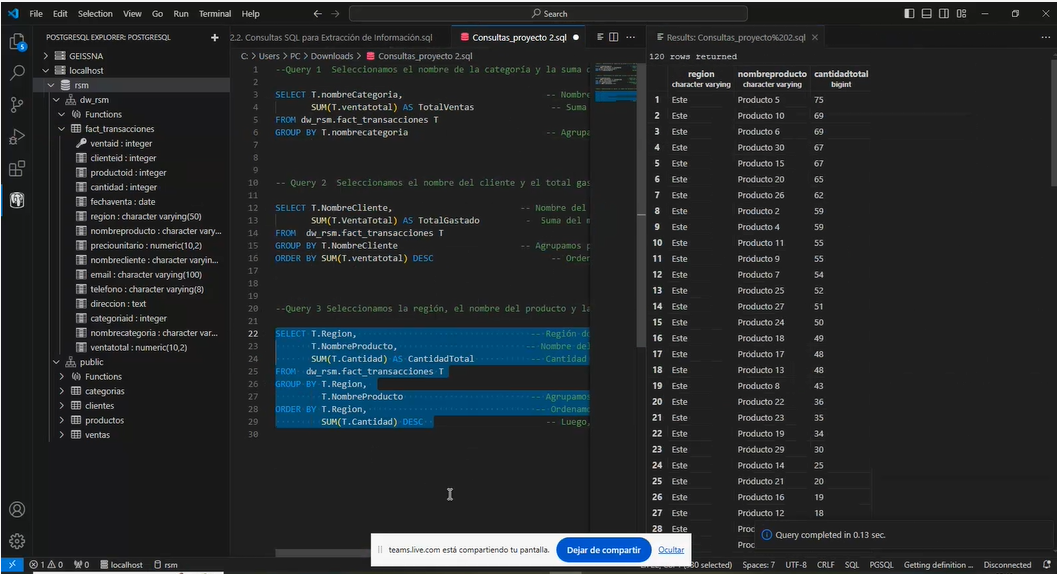 File Edit Selection View Go Run Terminal Help
Search
POSTGRESQL EXPLORER: POSTGRESQL
GEISSNA
localhost
rsm
dw_rsm
Functions
fact_transacciones
ventaid : integer
clienteid : integer
productoid : integer
cantidad : integer
fechaventa : date
region : character varying(50)
nombreproducto : character vary...
preciounitario : numeric(10,2)
nombrecliente : character varyin...
email : character varying(100)
telefono : character varying(8)
direccion : text
categoriaid : integer
nombrecategoria : character var...
ventatotal : numeric(10,2)
public
Functions
categorias
clientes
productos
ventas
2.2. Consultas SQL para Extracción de Información.sql
Consultas_proyecto 2.sql
C: > Users > PC > Downloads > Consultas_proyecto 2.sql
1 --Query 1 Seleccionamos el nombre de la categoría y la suma d
2
3 SELECT T.nombreCategoria, -- Nombre
4 SUM(T.ventatotal) AS TotalVentas -- Suma
5 FROM dw_rsm.fact_transacciones T
6 GROUP BY T.nombrecategoria -- Agrupa
7
8
9
10 -- Query 2 Seleccionamos el nombre del cliente y el total gas
11
12 SELECT T.NombreCliente, -- Nombre del
13 SUM(T.VentaTotal) AS TotalGastado - Suma del m
14 FROM dw_rsm.fact_transacciones T
15 GROUP BY T.NombreCliente -- Agrupamos p
16 ORDER BY SUM(T.ventatotal) DESC -- Orden
17
18
19
20 --Query 3 Seleccionamos la región, el nombre del producto y la
21
22 SELECT T.Region, -- Región do
23 T.NombreProducto, -- Nombre del
24 SUM(T.Cantidad) AS CantidadTotal -- Cantidad
25 FROM dw_rsm.fact_transacciones T
26 GROUP BY T.Region,
27 T.NombreProducto -- Agrupamos
28 ORDER BY T.Region, -- Ordenamo
29 SUM(T.Cantidad) DESC -- Luego,
30
Results: Consultas_proyecto%202.sql
120 rows returned
region nombreproducto cantidadtotal
character varying character varying bigint
1 Este Producto 5 75
2 Este Producto 10 69
3 Este Producto 6 69
4 Este Producto 30 67
5 Este Producto 15 67
6 Este Producto 20 65
7 Este Producto 26 62
8 Este Producto 2 59
9 Este Producto 4 59
10 Este Producto 11 55
11 Este Producto 9 55
12 Este Producto 7 54
13 Este Producto 25 52
14 Este Producto 27 51
15 Este Producto 24 50
16 Este Producto 18 49
17 Este Producto 17 48
18 Este Producto 13 48
19 Este Producto 8 43
20 Este Producto 22 36
21 Este Producto 23 35
22 Este Producto 19 34
23 Este Producto 29 30
24 Este Producto 14 25
25 Este Producto 21 20
26 Este Producto 16 19
27 Este Producto 12 18
28 Este Proc
Proc
Query completed in 0.13 sec.
teams.live.com está compartiendo tu pantalla.
Dejar de compartir
Ocultar
1 0 0 localhost rsm
selected) Spaces: 7 UTF-8 CRLF SQL PGSQL Getting definition ... Disconnected